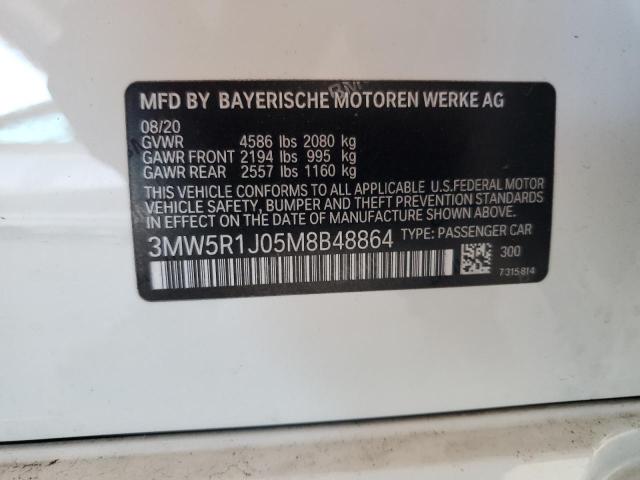 MFD BY BAYERISCHE MOTOREN WERKE AG
08/20
GVWR 4586 lbs 2080 kg
GAWR FRONT 2194 lbs 995 kg
GAWR REAR 2557 lbs 1160 kg
THIS VEHICLE CONFORMS TO ALL APPLICABLE U.S.FEDERAL MOTOR
VEHICLE SAFETY, BUMPER AND THEFT PREVENTION STANDARDS
IN EFFECT ON THE DATE OF MANUFACTURE SHOWN ABOVE.
3MW5R1J05M8B48864 TYPE: PASSENGER CAR
300
7315814